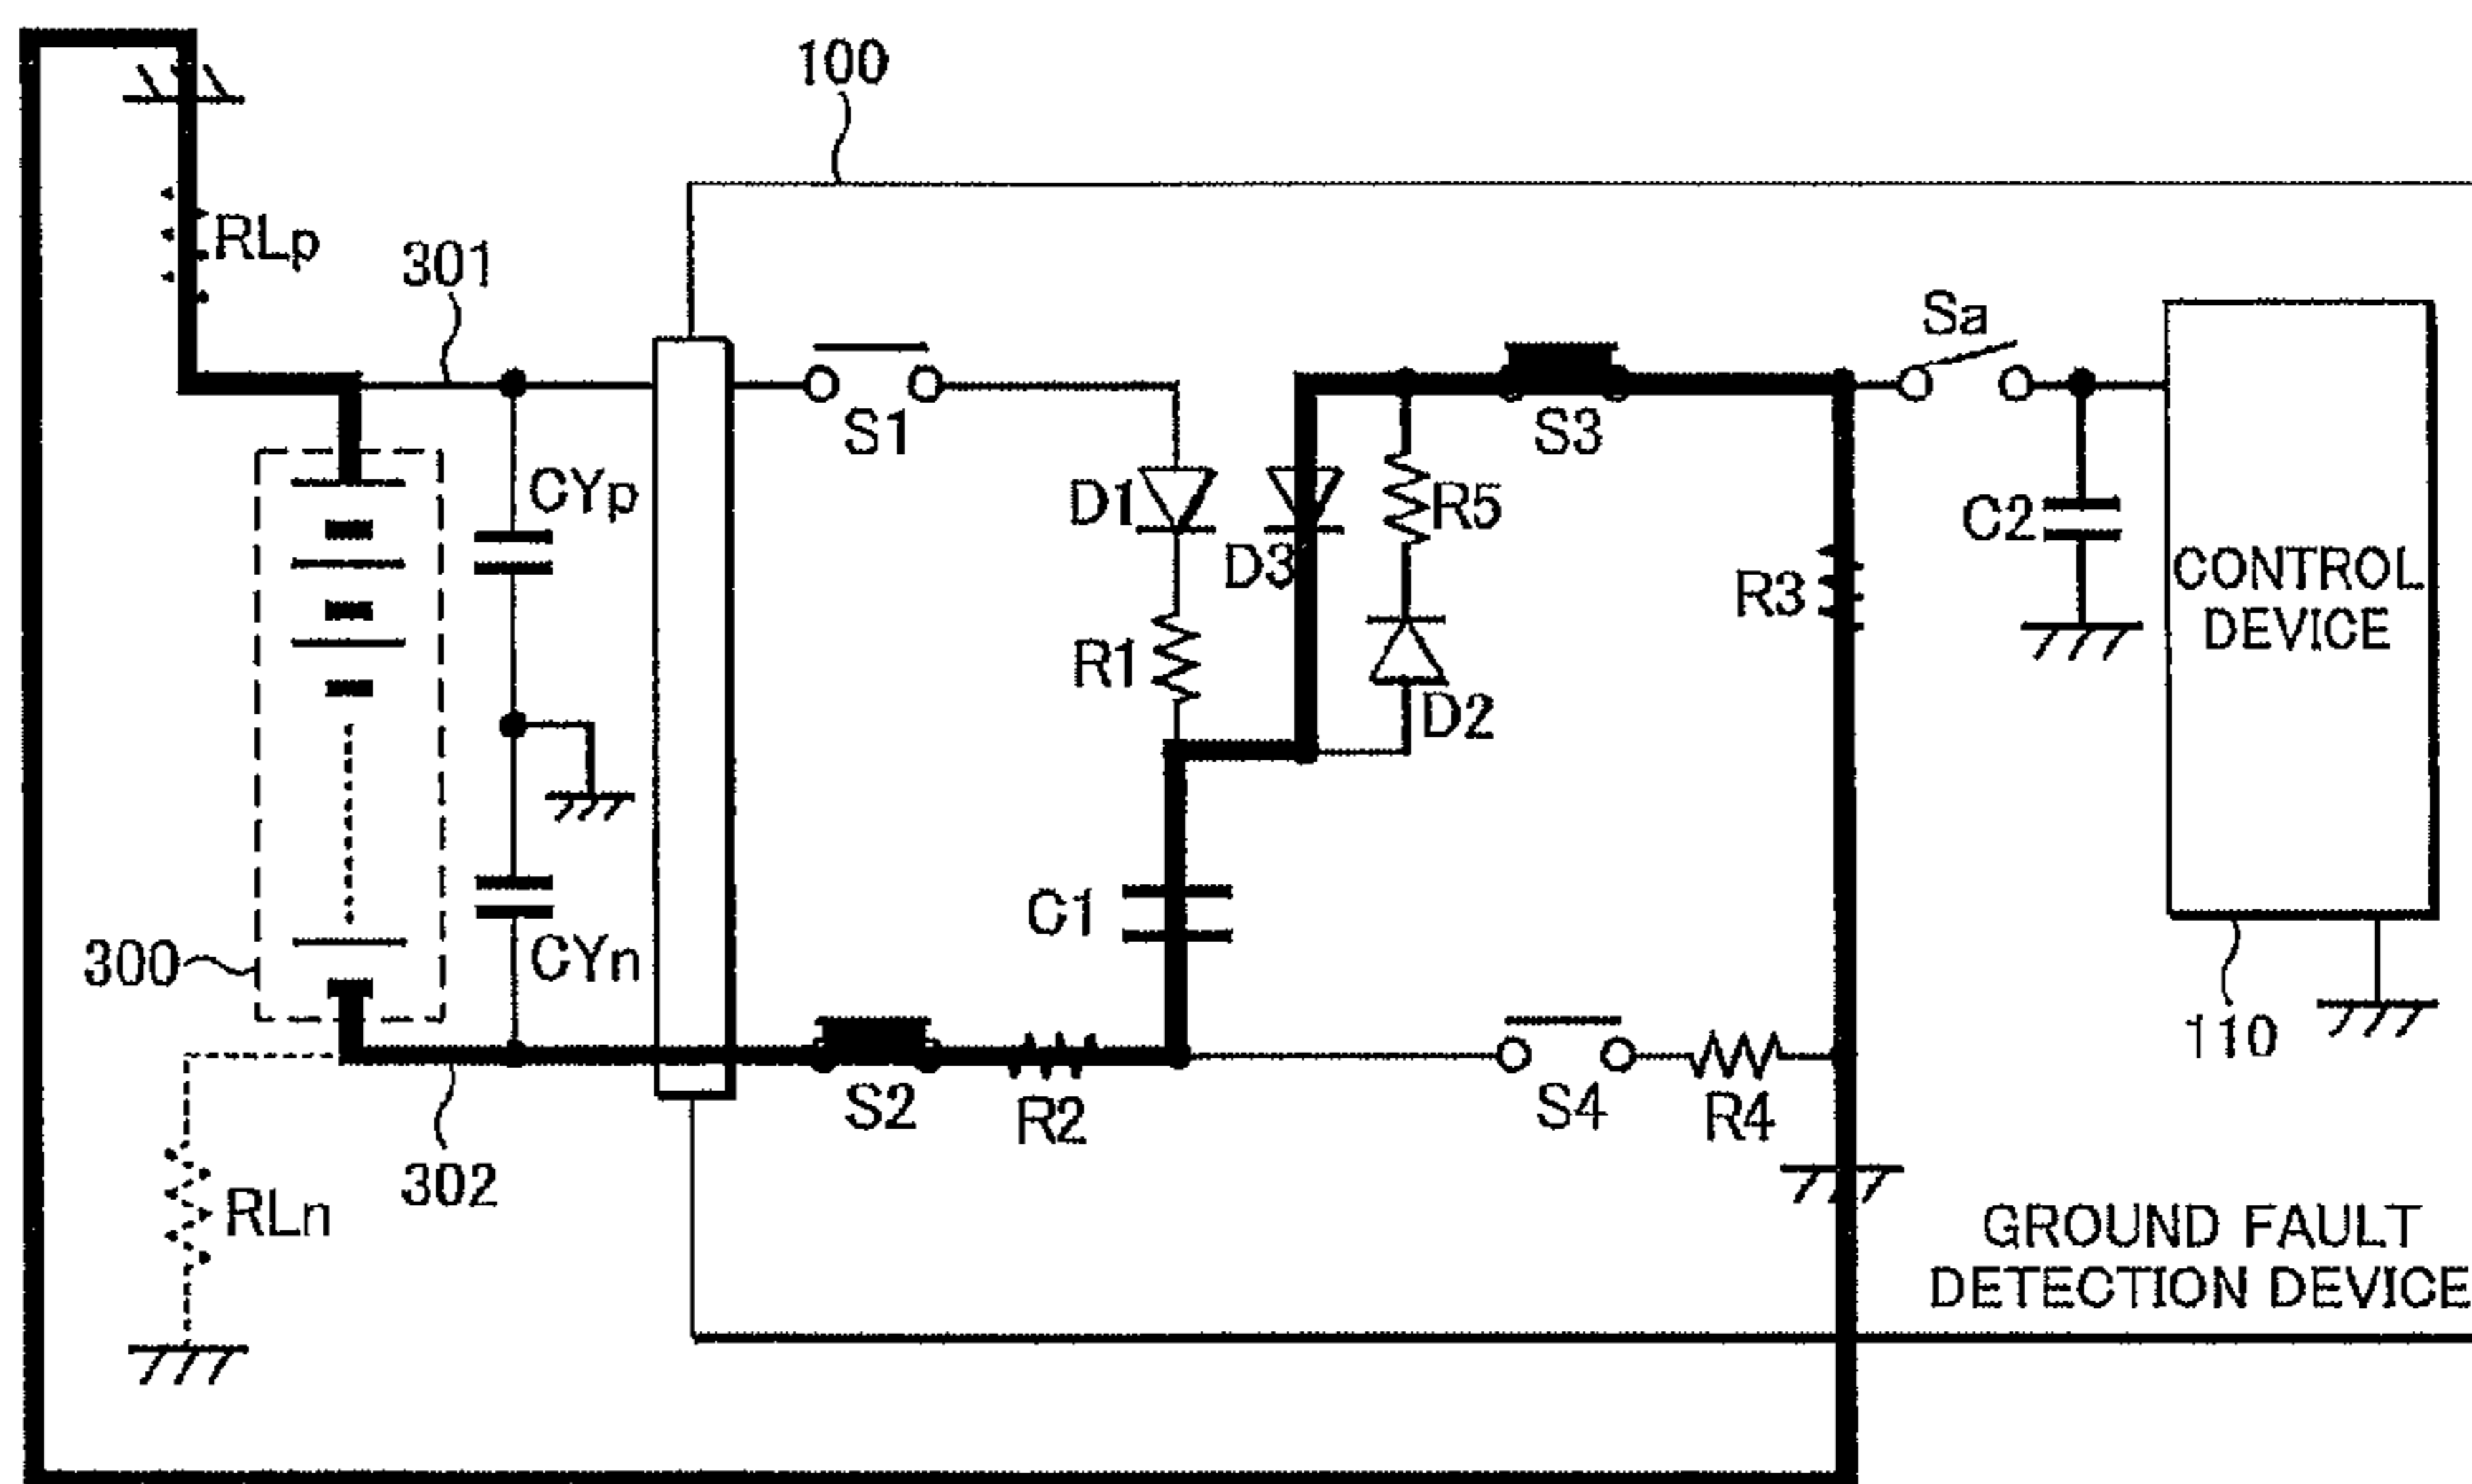 100
RLp
301
Sa
S1
S3
CYp
D1
R5
D3
C2
R3
CONTROL
DEVICE
R1
D2
C1
300
CYn
110
S2
R2
S4
R4
302
RLn
GROUND FAULT
DETECTION DEVICE